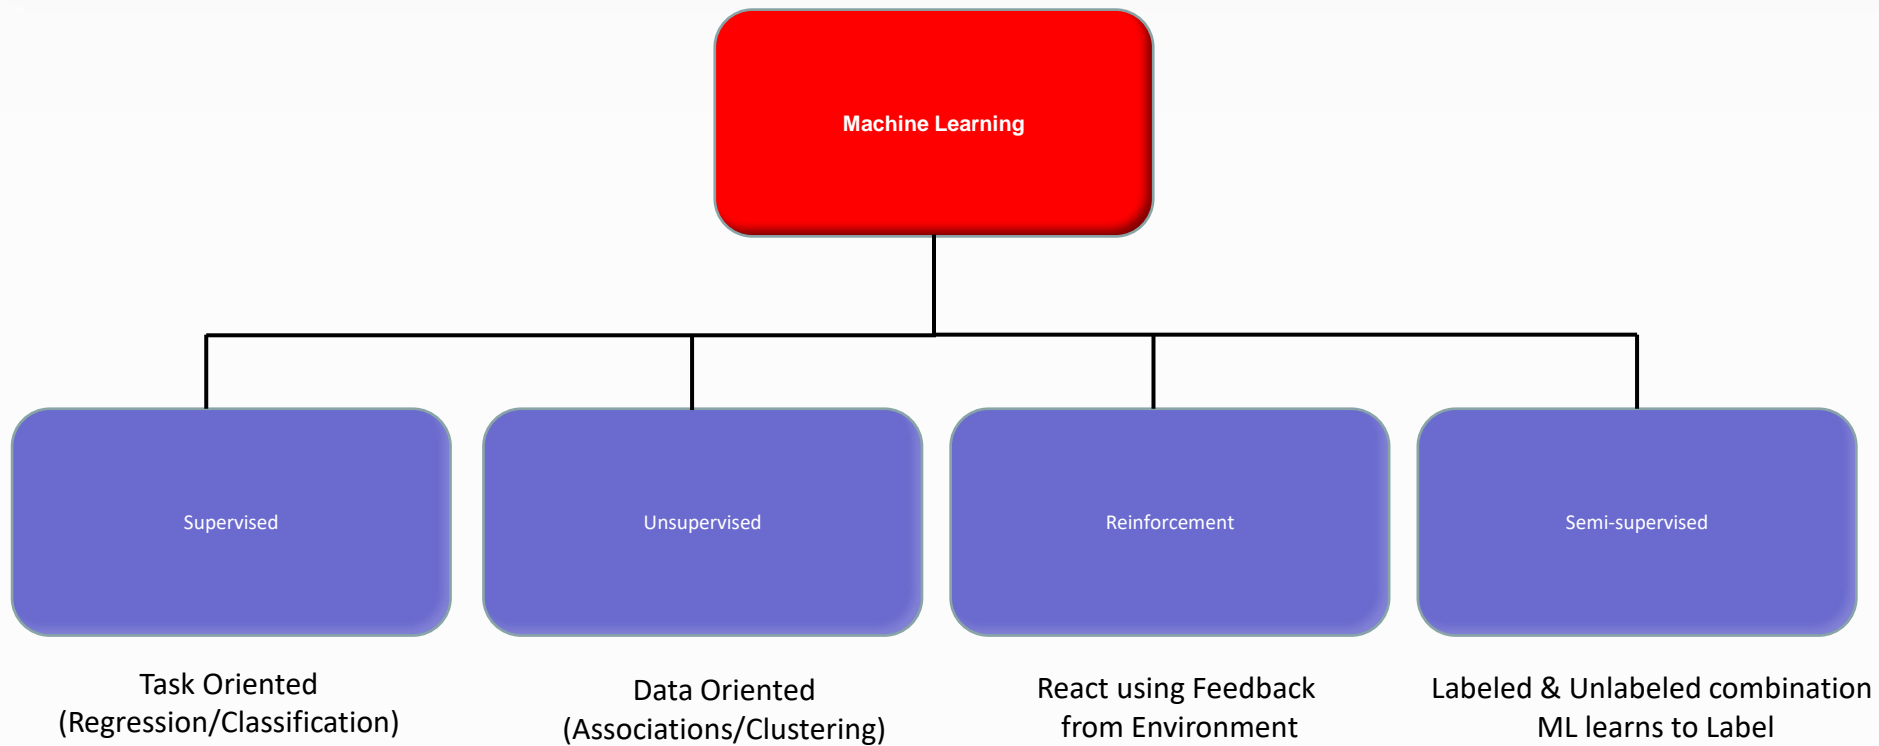 Machine Learning
Supervised
Unsupervised
Reinforcement
Semi-supervised
Task Oriented
(Regression/Classification)
Data Oriented
(Associations/Clustering)
React using Feedback
from Environment
Labeled & Unlabeled combination
ML learns to Label